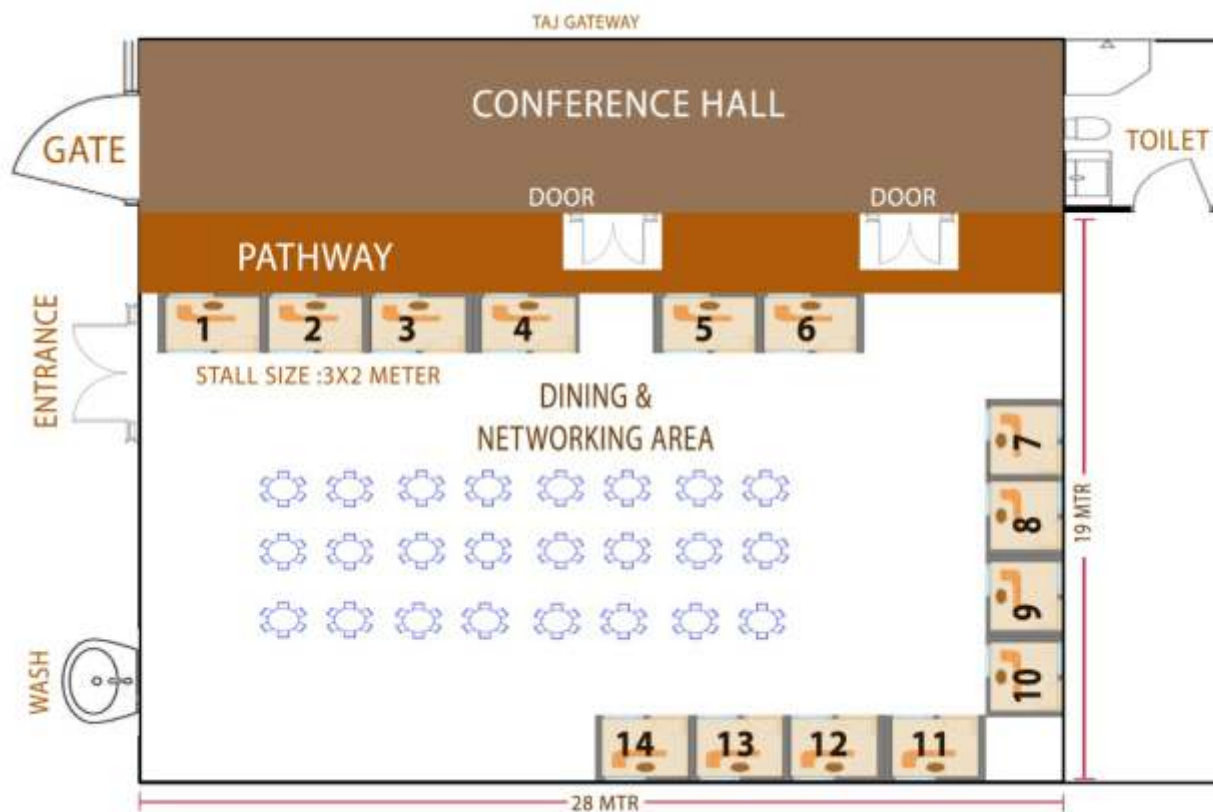 TAJ GATEWAY
CONFERENCE HALL
GATE
TOILET
DOOR
DOOR
PATHWAY
ENTRANCE
1
2
3
4
5
6
STALL SIZE :3X2 METER
DINING &
NETWORKING AREA
7
8
9
10
19 MTR
WASH
14
13
12
11
28 MTR